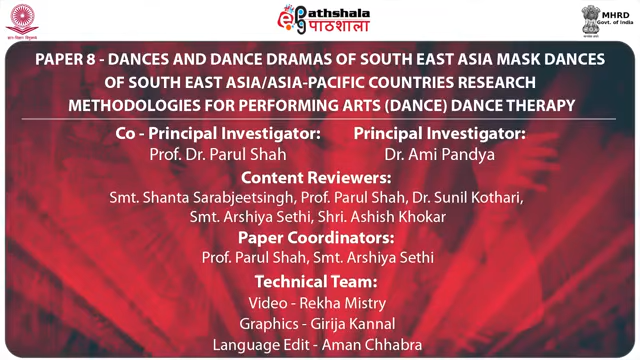 Pathshala
पाठशाला
MHRD
Govt. of India
PAPER 8 - DANCES AND DANCE DRAMAS OF SOUTH EAST ASIA MASK DANCES
OF SOUTH EAST ASIA/ASIA-PACIFIC COUNTRIES RESEARCH
METHODOLOGIES FOR PERFORMING ARTS (DANCE) DANCE THERAPY
Co - Principal Investigator: Principal Investigator:
Prof. Dr. Parul Shah Dr. Ami Pandya
Content Reviewers:
Smt. Shanta Sarabjeetsingh, Prof. Parul Shah, Dr. Sunil Kothari,
Smt. Arshiya Sethi, Shri. Ashish Khokar
Paper Coordinators:
Prof. Parul Shah, Smt. Arshiya Sethi
Technical Team:
Video - Rekha Mistry
Graphics - Girija Kannal
Language Edit - Aman Chhabra